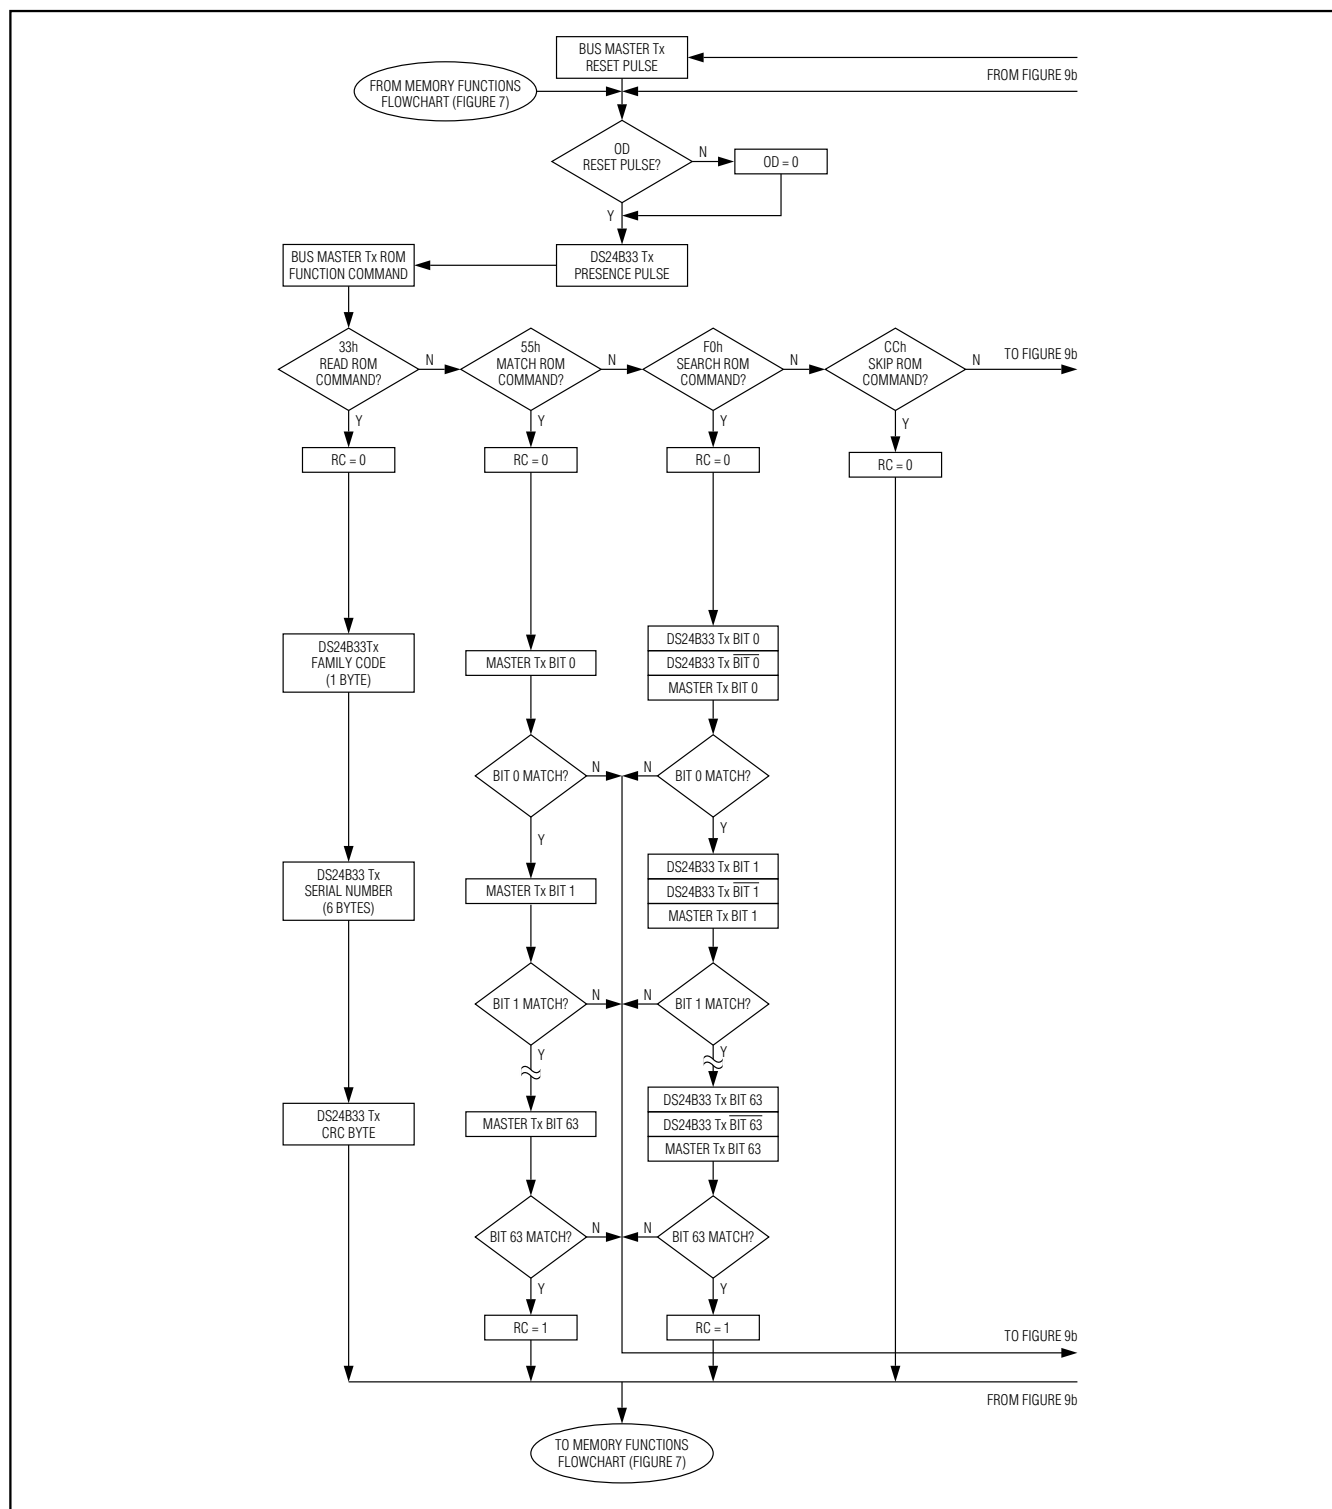 BUS MASTER Tx
RESET PULSE
FROM FIGURE 9b
FROM MEMORY FUNCTIONS
FLOWCHART (FIGURE 7)
OD
RESET PULSE?
N
OD = 0
Y
BUS MASTER Tx ROM
FUNCTION COMMAND
DS24B33 Tx
PRESENCE PULSE
33h
READ ROM
COMMAND?
N
55h
MATCH ROM
COMMAND?
N
F0h
SEARCH ROM
COMMAND?
N
CCh
SKIP ROM
COMMAND?
N
TO FIGURE 9b
Y
Y
Y
Y
RC = 0
RC = 0
RC = 0
RC = 0
DS24B33Tx
FAMILY CODE
(1 BYTE)
MASTER Tx BIT 0
DS24B33 Tx BIT 0
DS24B33 Tx BIT 0
MASTER Tx BIT 0
BIT 0 MATCH?
N
N
BIT 0 MATCH?
Y
Y
DS24B33 Tx
SERIAL NUMBER
(6 BYTES)
MASTER Tx BIT 1
DS24B33 Tx BIT 1
DS24B33 Tx BIT 1
MASTER Tx BIT 1
BIT 1 MATCH?
N
N
BIT 1 MATCH?
Y
Y
DS24B33 Tx
CRC BYTE
MASTER Tx BIT 63
DS24B33 Tx BIT 63
DS24B33 Tx BIT 63
MASTER Tx BIT 63
BIT 63 MATCH?
N
N
BIT 63 MATCH?
Y
Y
RC = 1
RC = 1
TO FIGURE 9b
FROM FIGURE 9b
TO MEMORY FUNCTIONS
FLOWCHART (FIGURE 7)